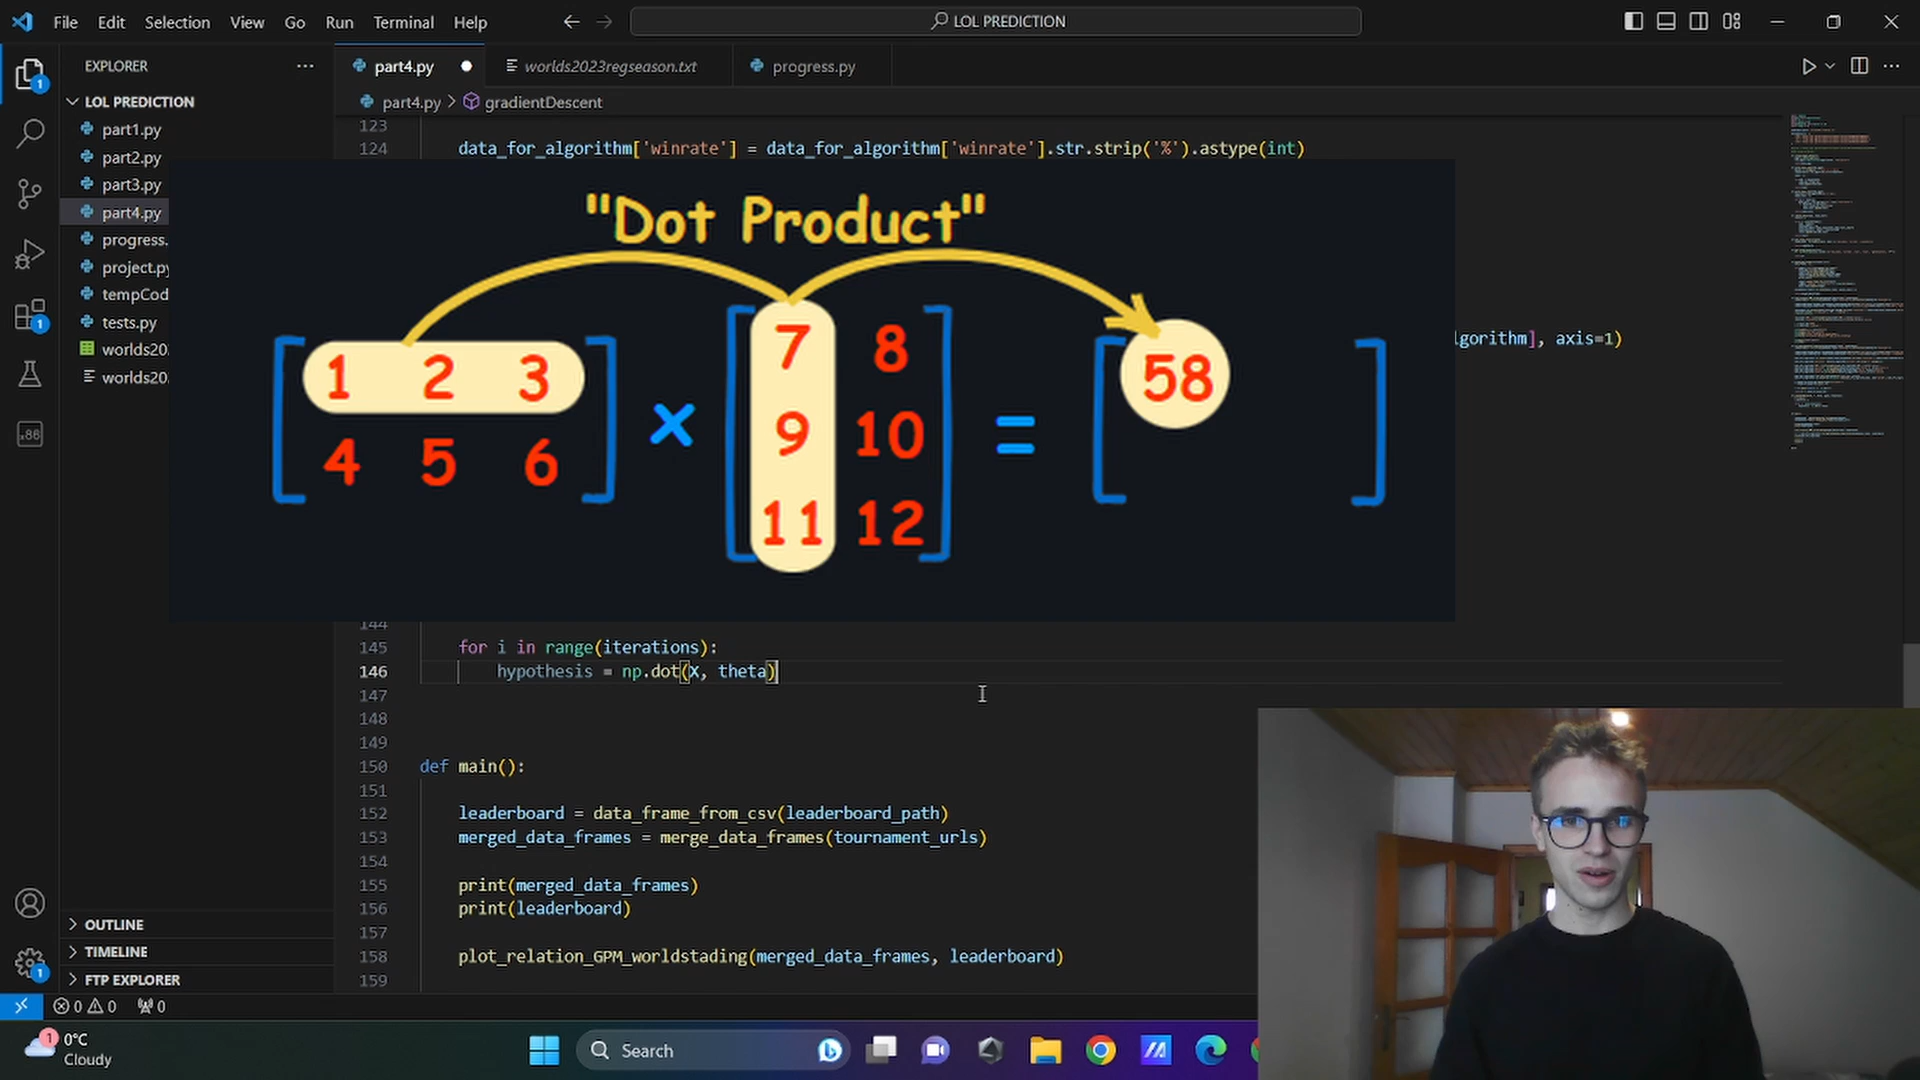 File Edit Selection View Go Run Terminal Help
LOL PREDICTION
EXPLORER
part4.py
worlds2023regseason.txt
progress.py
LOL PREDICTION
part4.py > gradientDescent
part1.py
part2.py
part3.py
part4.py
progress.
project.py
tempCod
tests.py
worlds20
worlds20
123
124 data_for_algorithm['winrate'] = data_for_algorithm['winrate'].str.strip('%').astype(int)
"Dot Product"
lgorithm], axis=1)
1 2 3
4 5 6
×
7 8
9 10
11 12
=
58
144
145 for i in range(iterations):
146 hypothesis = np.dot(X, theta)
147
148
149
150 def main():
151
152 leaderboard = data_frame_from_csv(leaderboard_path)
153 merged_data_frames = merge_data_frames(tournament_urls)
154
155 print(merged_data_frames)
156 print(leaderboard)
157
158 plot_relation_GPM_worldstading(merged_data_frames, leaderboard)
159
OUTLINE
TIMELINE
FTP EXPLORER
0 0 0
0°C
Cloudy
Search